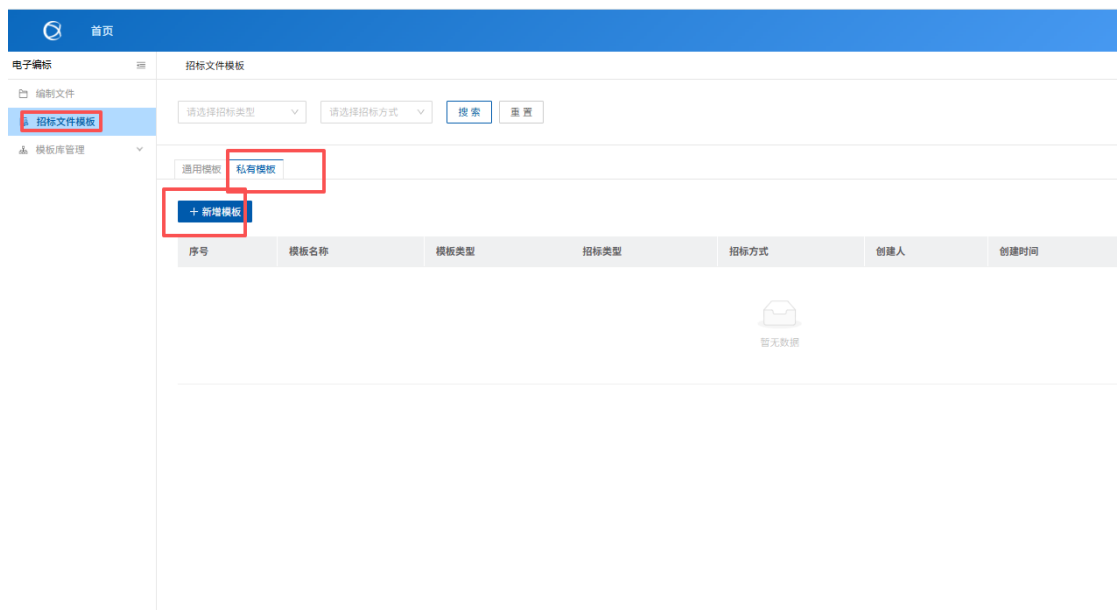 首页
电子编标
招标文件模板
编制文件
请选择招标类型 请选择招标方式 搜索 重置
招标文件模板
模板库管理
通用模板 私有模板
+ 新增模板
序号 模板名称 模板类型 招标类型 招标方式 创建人 创建时间
暂无数据